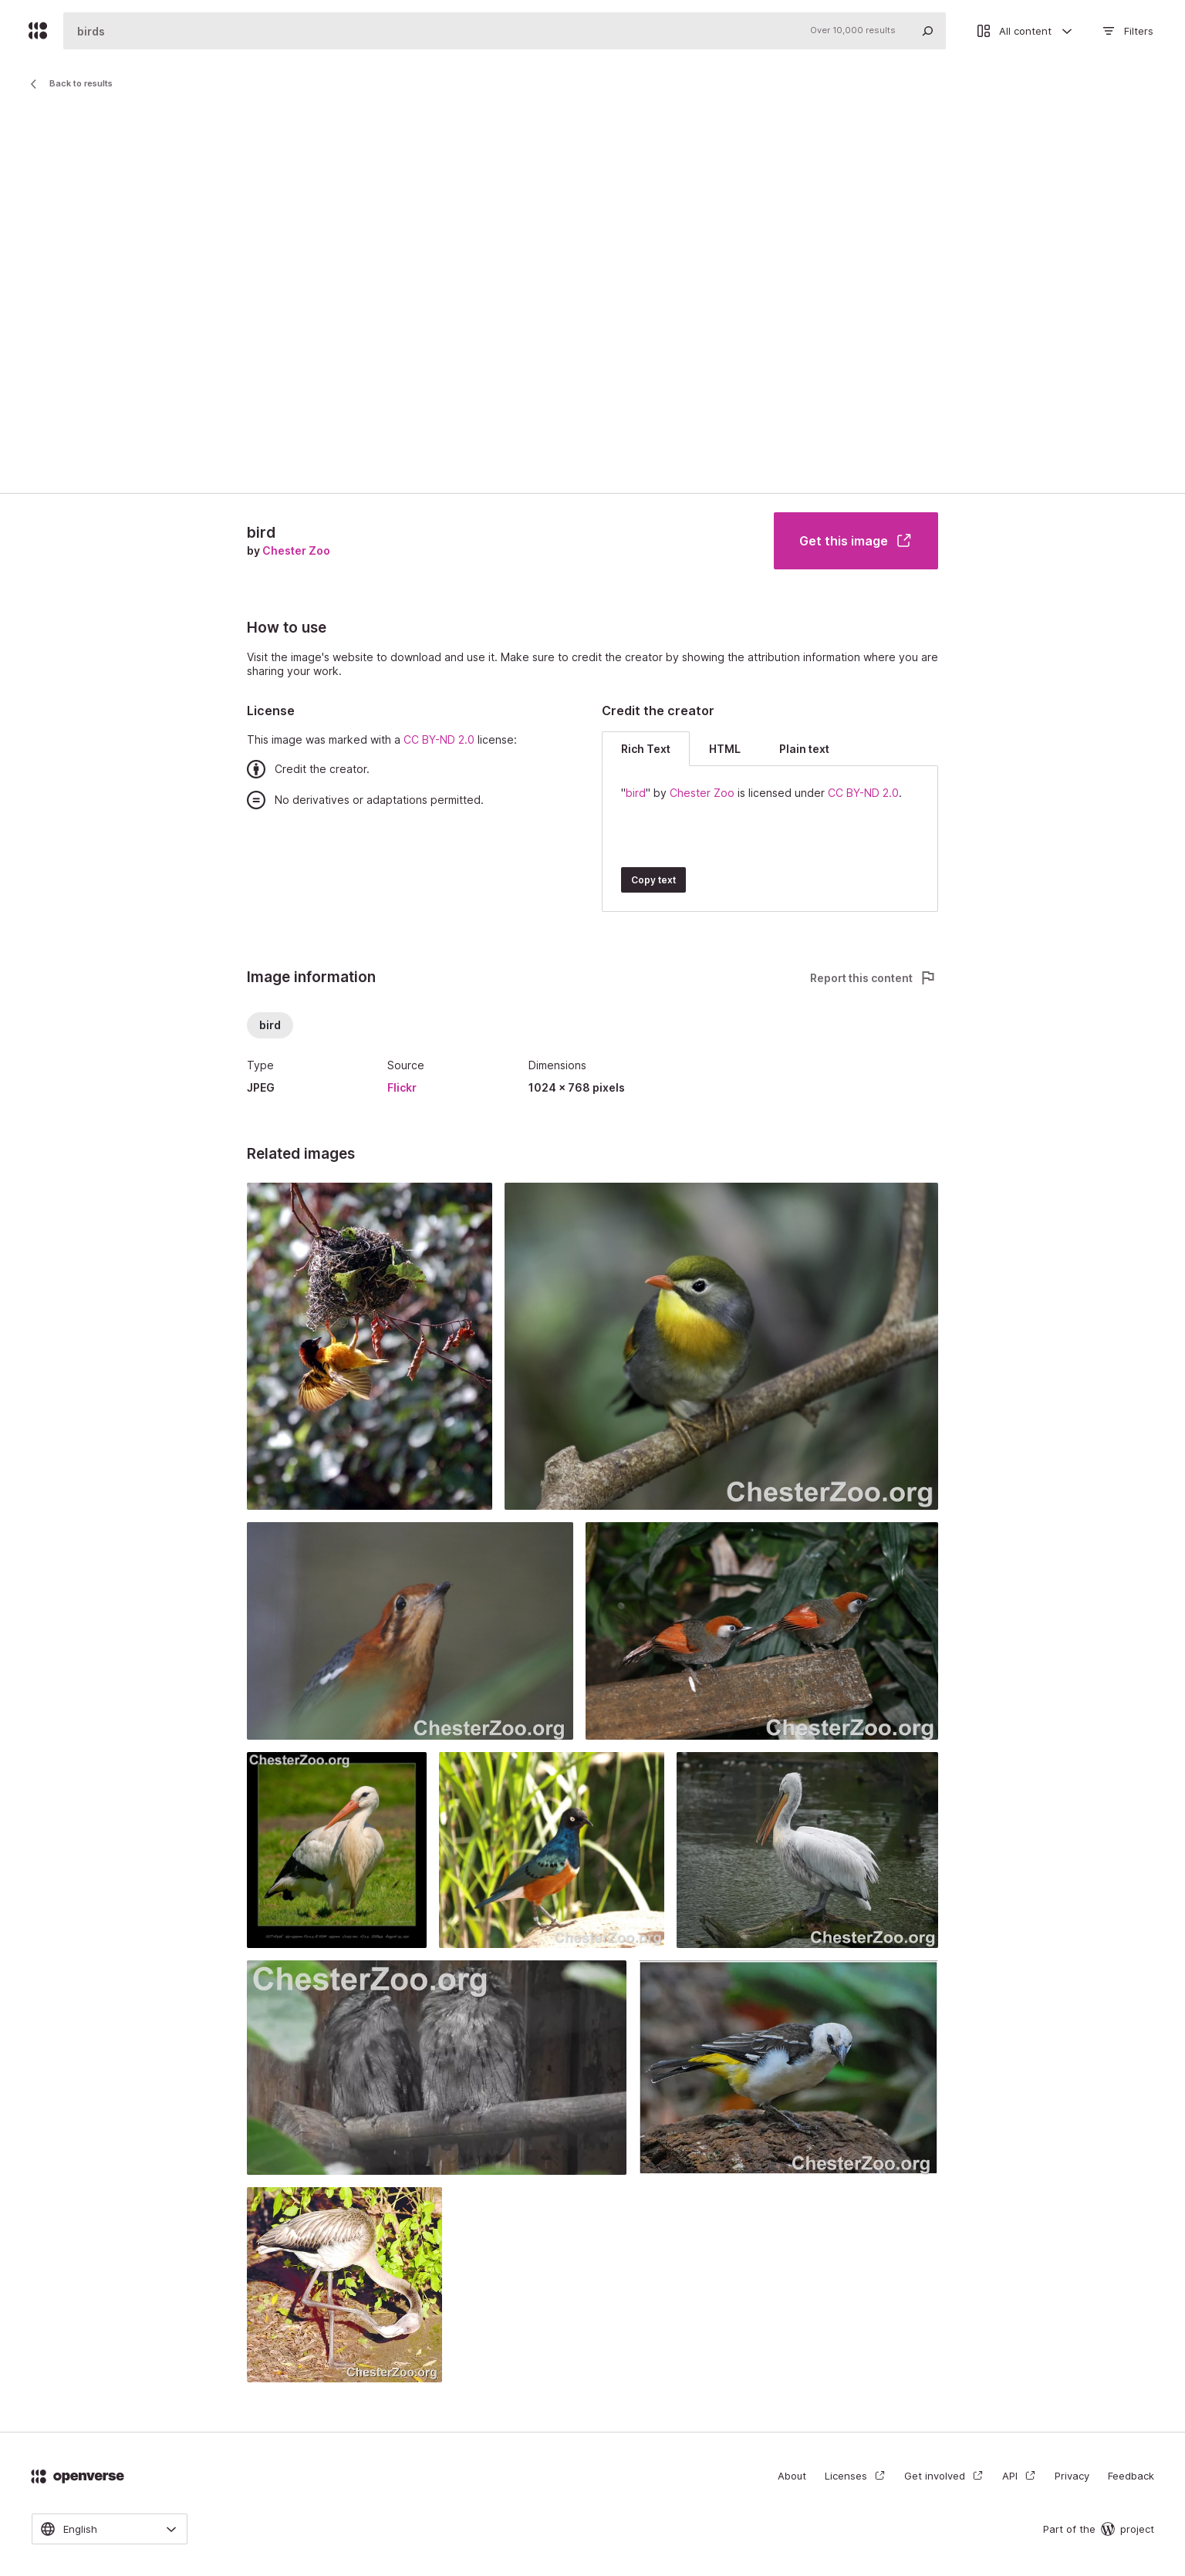 birds
Over 10,000 results
All content
Filters
Back to results
bird
by Chester Zoo
Get this image
How to use
Visit the image's website to download and use it. Make sure to credit the creator by showing the attribution information where you are
sharing your work.
License
This image was marked with a CC BY-ND 2.0 license:
Credit the creator.
No derivatives or adaptations permitted.
Credit the creator
Rich Text
HTML
Plain text
"bird" by Chester Zoo is licensed under CC BY-ND 2.0.
Copy text
Image information
Report this content
bird
Type
JPEG
Source
Flickr
Dimensions
1024 × 768 pixels
Related images
ChesterZoo.org
ChesterZoo.org
ChesterZoo.org
ChesterZoo.org
ChesterZoo.org
ChesterZoo.org
ChesterZoo.org
ChesterZoo.org
ChesterZoo.org
openverse
About
Licenses
Get involved
API
Privacy
Feedback
English
Part of the
project